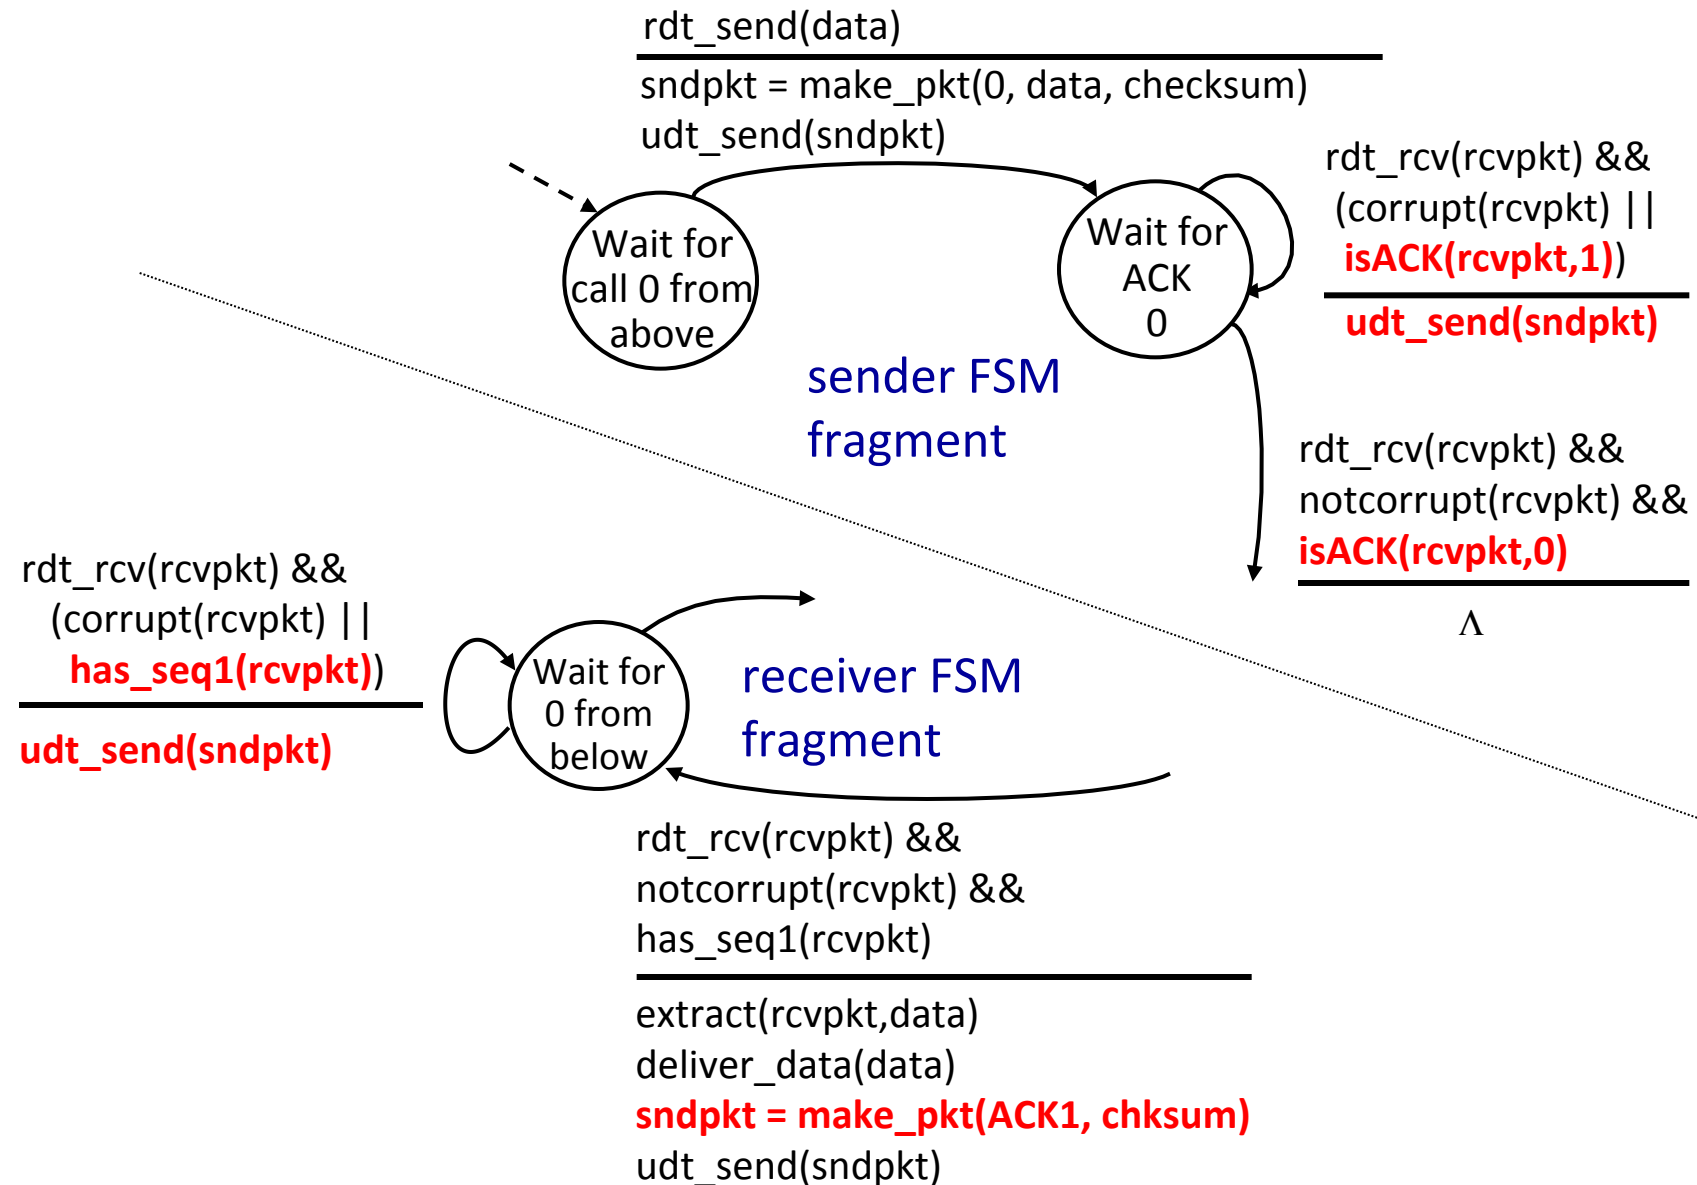 rdt_send(data)
sndpkt = make_pkt(0, data, checksum)
udt_send(sndpkt)
Wait for
call 0 from
above
Wait for
ACK
0
rdt_rcv(rcvpkt) &&
(corrupt(rcvpkt) ||
isACK(rcvpkt,1))
udt_send(sndpkt)
sender FSM
fragment
rdt_rcv(rcvpkt) &&
notcorrupt(rcvpkt) &&
isACK(rcvpkt,0)
Λ
rdt_rcv(rcvpkt) &&
(corrupt(rcvpkt) ||
has_seq1(rcvpkt))
udt_send(sndpkt)
Wait for
0 from
below
receiver FSM
fragment
rdt_rcv(rcvpkt) &&
notcorrupt(rcvpkt) &&
has_seq1(rcvpkt)
extract(rcvpkt,data)
deliver_data(data)
sndpkt = make_pkt(ACK1, chksum)
udt_send(sndpkt)